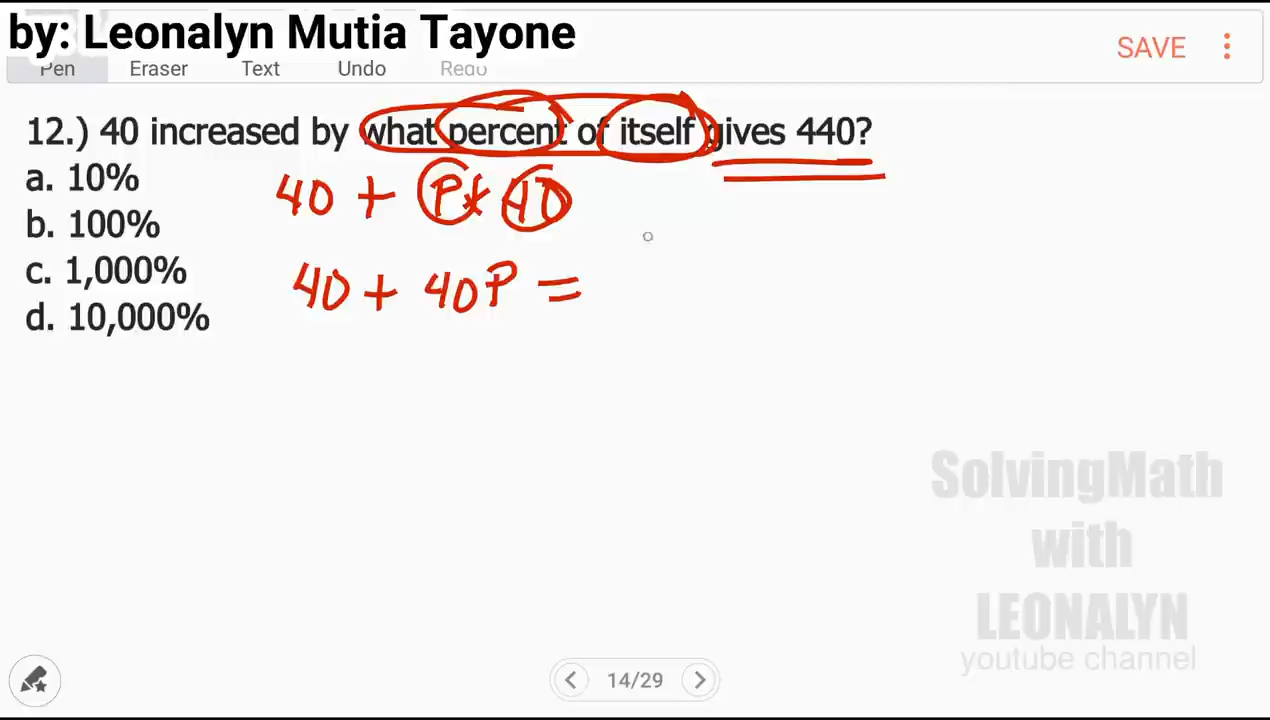 by: Leonalyn Mutia Tayone
SAVE
Pen Eraser Text Undo Redo
12.) 40 increased by what percent of itself gives 440?
a. 10%
40 + P * 40
b. 100%
c. 1,000%
40 + 40P =
d. 10,000%
SolvingMath
with
LEONALYN
youtube channel
14/29